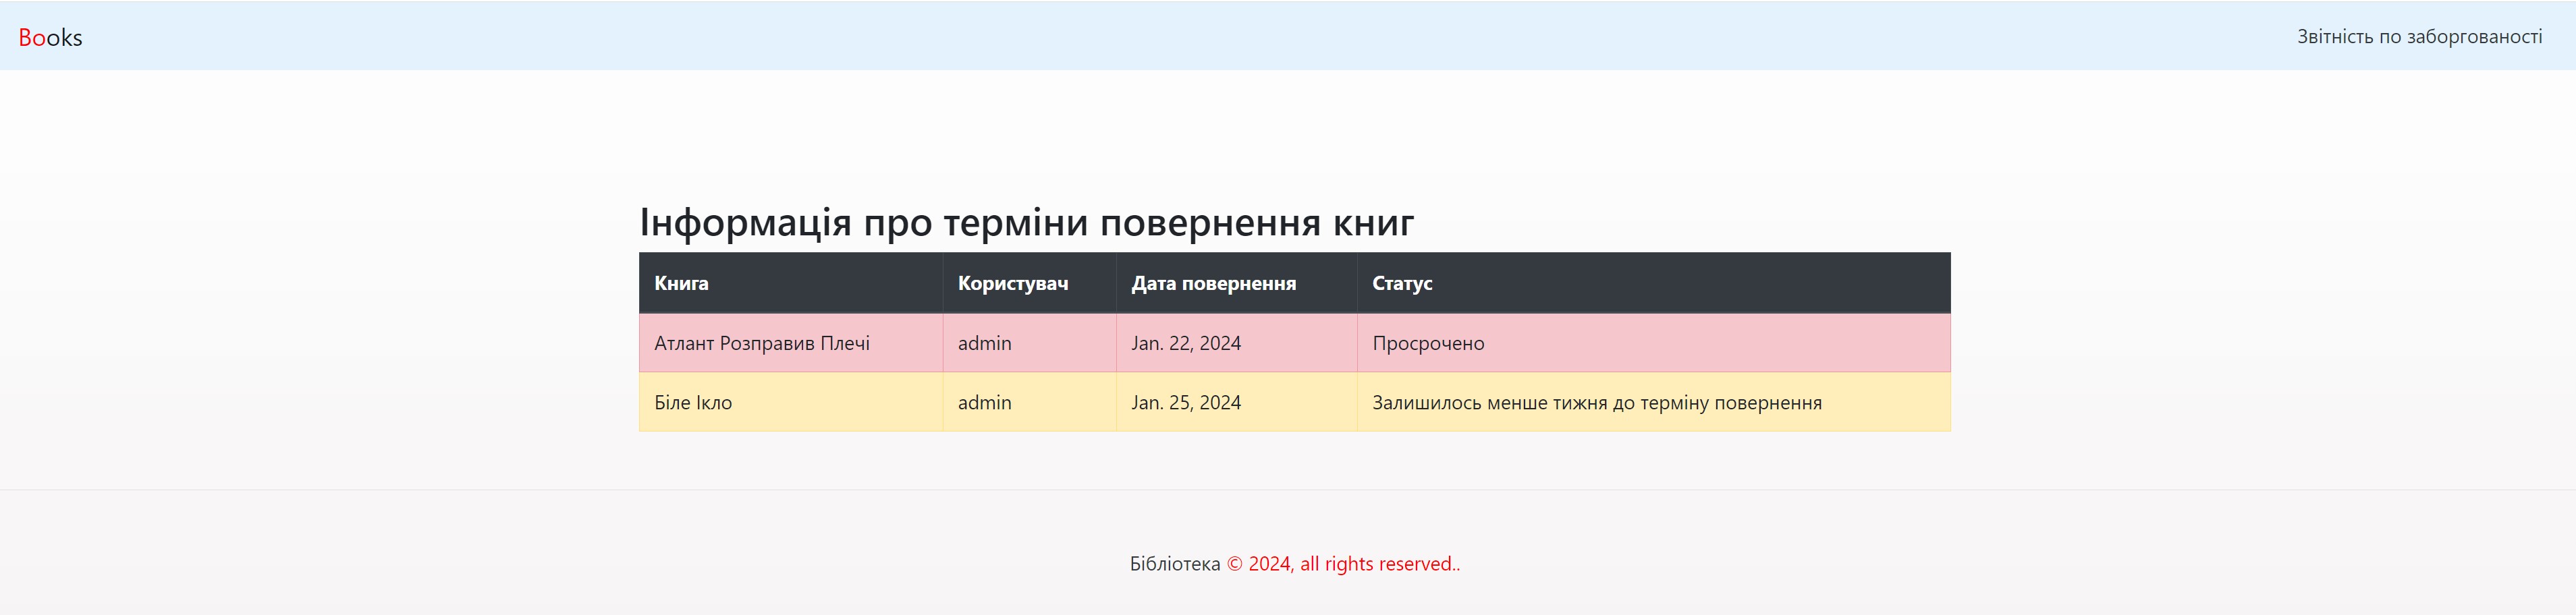 Books
Звітність по заборгованості
Інформація про терміни повернення книг
Книга Користувач Дата повернення Статус
Атлант Розправив Плечі admin Jan. 22, 2024 Просрочено
Біле Ікло admin Jan. 25, 2024 Залишилось менше тижня до терміну повернення
Бібліотека © 2024, all rights reserved..